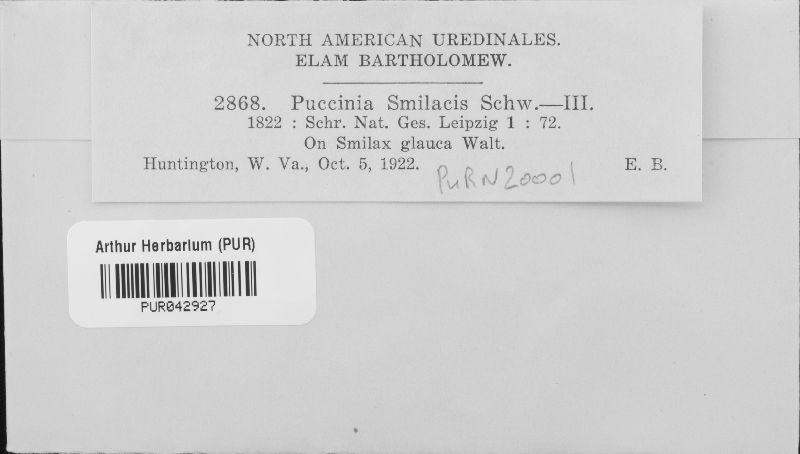 NORTH AMERICAN UREDINALES.
ELAM BARTHOLOMEW.
2868. Puccinia Smilacis Schw.—III.
1822 : Schr. Nat. Ges. Leipzig 1 : 72.
On Smilax glauca Walt.
Huntington, W. Va., Oct. 5, 1922. E. B.
PURN20001
Arthur Herbarium (PUR)
PUR042927